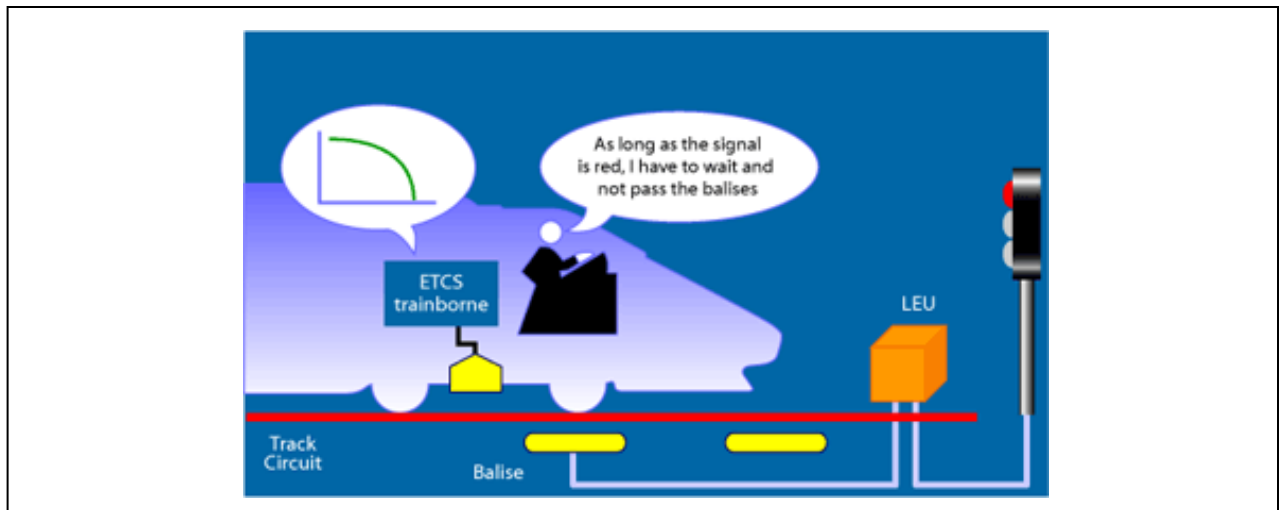 As long as the signal
is red, I have to wait and
not pass the balises
ETCS
trainborne
LEU
Track
Circuit
Balise